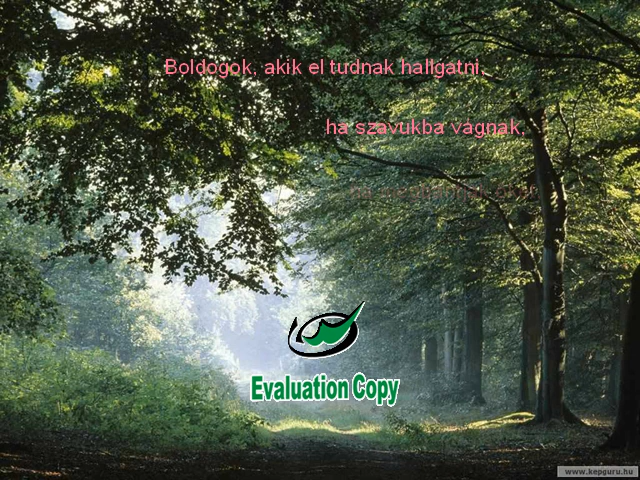 Boldogok, akik el tudnak hallgatni,
ha szavukba vágnak,
Evaluation Copy
www.kepguru.hu